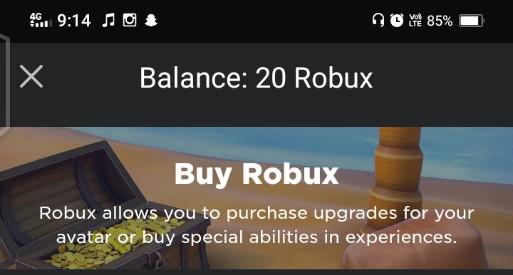 4G 9:14 VoD LTE 85%
Balance: 20 Robux
Buy Robux
Robux allows you to purchase upgrades for your
avatar or buy special abilities in experiences.